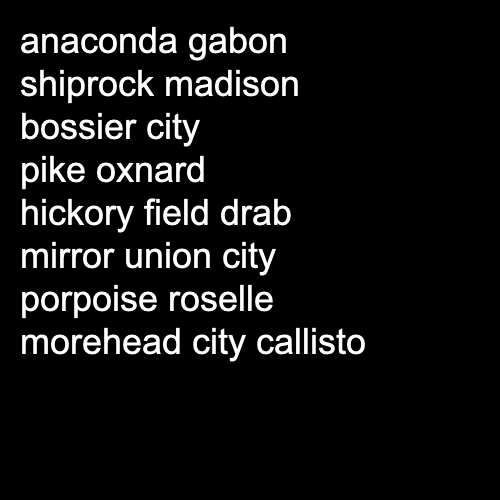 anaconda gabon
shiprock madison
bossier city
pike oxnard
hickory field drab
mirror union city
porpoise roselle
morehead city callisto